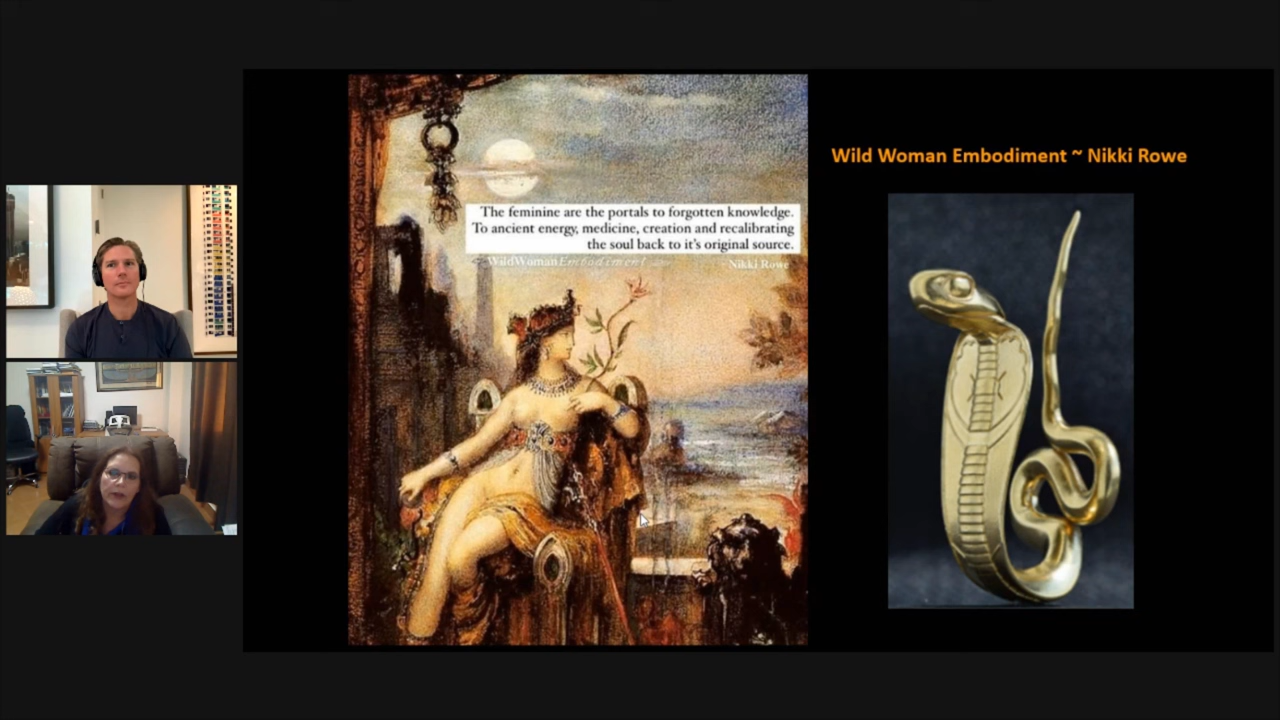 Wild Woman Embodiment ~ Nikki Rowe
The feminine are the portals to forgotten knowledge.
To ancient energy, medicine, creation and recalibrating
the soul back to it's original source.
WildWoman Embodiment
~Nikki Rowe